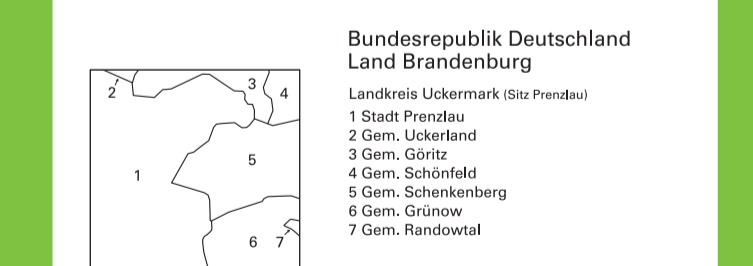 Bundesrepublik Deutschland
Land Brandenburg
Landkreis Uckermark (Sitz Prenzlau)
1 Stadt Prenzlau
2 Gem. Uckerland
3 Gem. Göritz
4 Gem. Schönfeld
5 Gem. Schenkenberg
6 Gem. Grünow
7 Gem. Randowtal
2
3
4
5
1
6
7